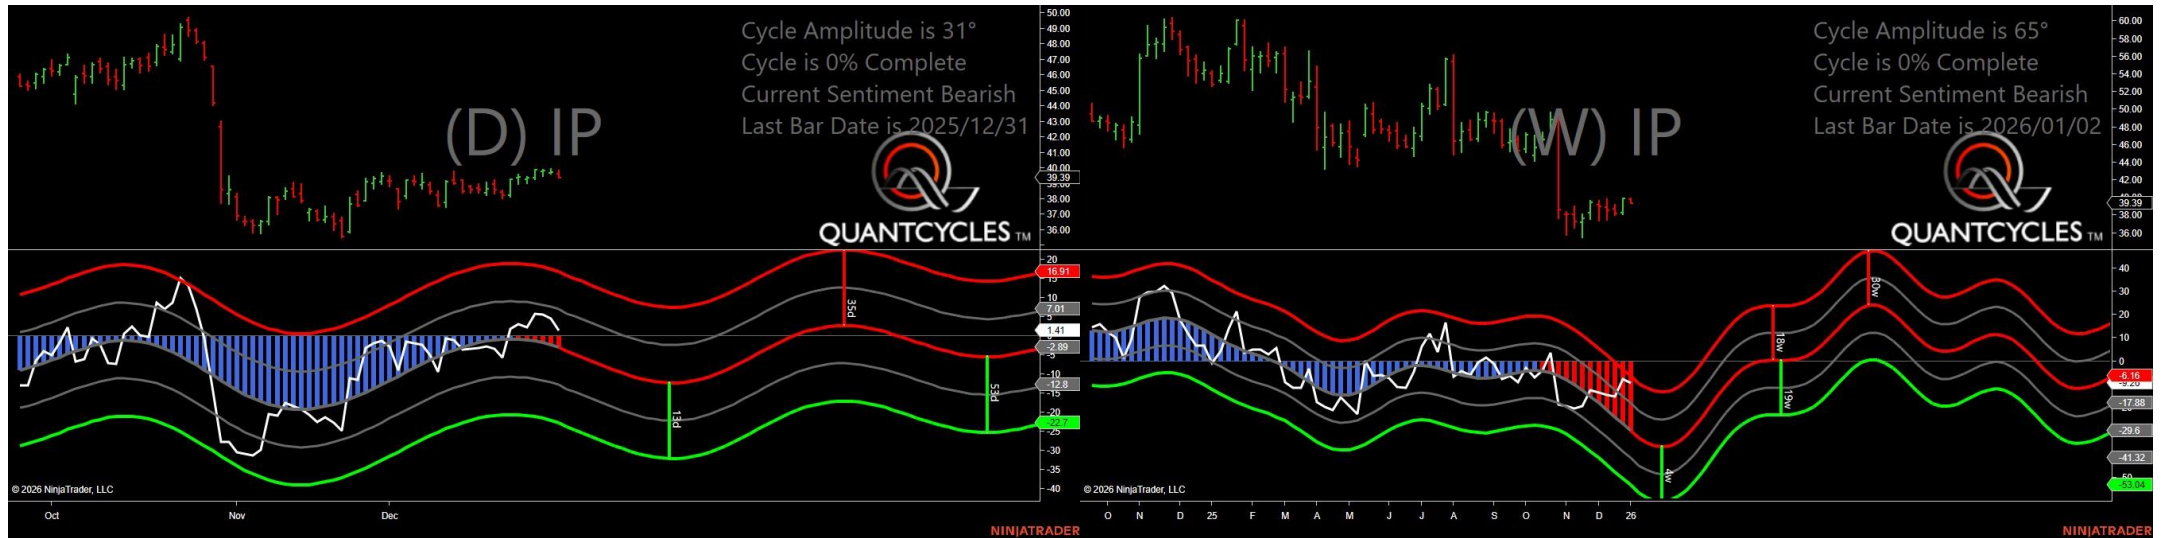 Cycle Amplitude is 31°
Cycle is 0% Complete
Current Sentiment Bearish
Last Bar Date is 2025/12/31
(D) IP
QUANTCYCLES TM
50.00
49.00
48.00
47.00
46.00
45.00
44.00
43.00
42.00
41.00
40.00
39.39
38.00
37.00
36.00
20
16.91
10
7.01
5
1.41
-2.89
-5
-10
-12.8
-15
-20
-22.7
-25
-30
-35
-40
35d
13d
53d
© 2026 NinjaTrader, LLC
Oct Nov Dec
NINJATRADER
Cycle Amplitude is 65°
Cycle is 0% Complete
Current Sentiment Bearish
Last Bar Date is 2026/01/02
(W) IP
QUANTCYCLES TM
60.00
58.00
56.00
54.00
52.00
50.00
48.00
46.00
44.00
42.00
39.39
38.00
36.00
40
30
20
10
0
-6.16
-17.88
-29.6
-41.32
-53.04
18w
19w
4w
© 2026 NinjaTrader, LLC
O N D 25 F M A M J J A S O N D 26
NINJATRADER